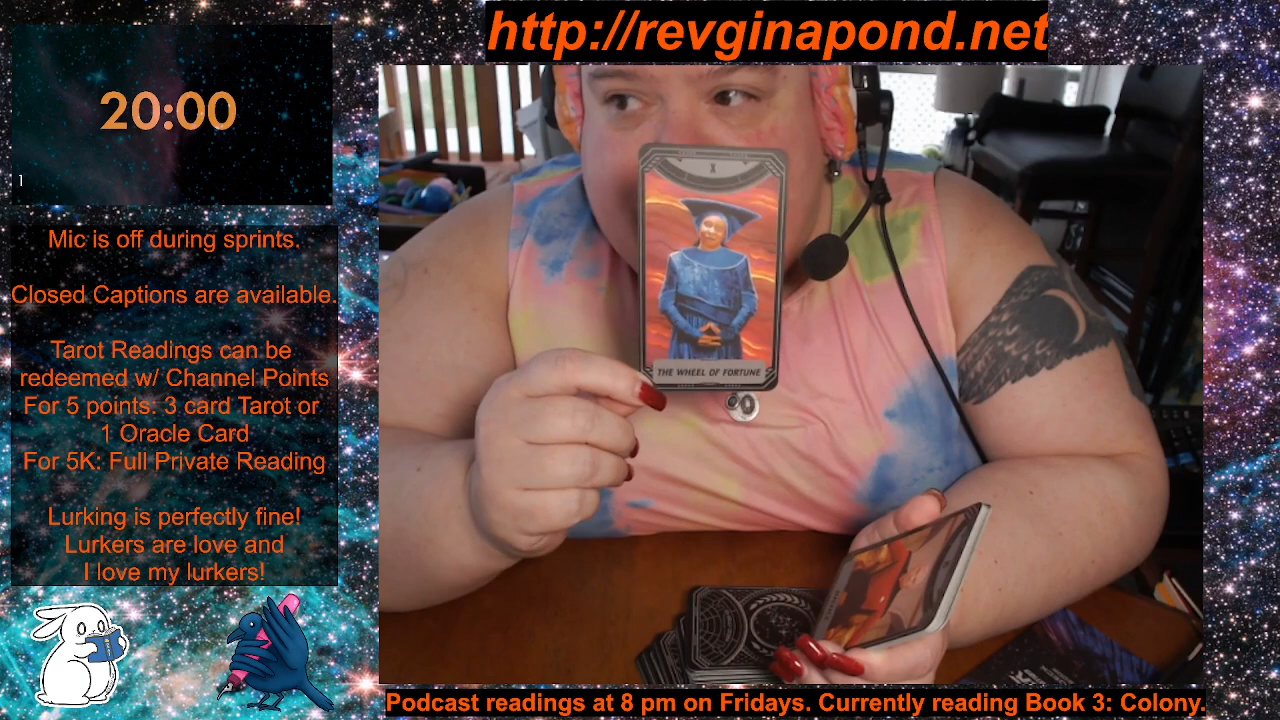 http://revginapond.net
20:00
1
Mic is off during sprints.
Closed Captions are available.
Tarot Readings can be
redeemed w/ Channel Points
For 5 points: 3 card Tarot or
1 Oracle Card
For 5K: Full Private Reading
Lurking is perfectly fine!
Lurkers are love and
I love my lurkers!
X
THE WHEEL OF FORTUNE
Podcast readings at 8 pm on Fridays. Currently reading Book 3: Colony.